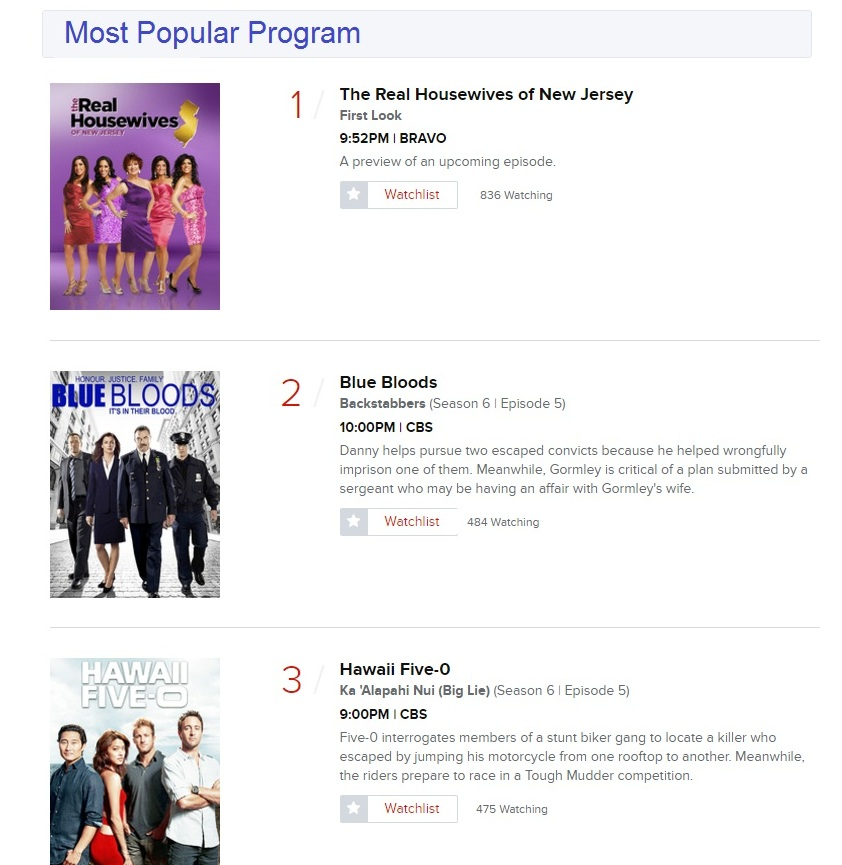 Most Popular Program
the Real
Housewives
OF NEW JERSEY
1
The Real Housewives of New Jersey
First Look
9:52PM | BRAVO
A preview of an upcoming episode.
Watchlist
836 Watching
HONOUR. JUSTICE. FAMILY
BLUE BLOODS
IT'S IN THEIR BLOOD
2
Blue Bloods
Backstabbers (Season 6 | Episode 5)
10:00PM | CBS
Danny helps pursue two escaped convicts because he helped wrongfully
imprison one of them. Meanwhile, Gormley is critical of a plan submitted by a
sergeant who may be having an affair with Gormley's wife.
Watchlist
484 Watching
HAWAII
FIVE-O
3
Hawaii Five-0
Ka 'Alapahi Nui (Big Lie) (Season 6 | Episode 5)
9:00PM | CBS
Five-0 interrogates members of a stunt biker gang to locate a killer who
escaped by jumping his motorcycle from one rooftop to another. Meanwhile,
the riders prepare to race in a Tough Mudder competition.
Watchlist
475 Watching